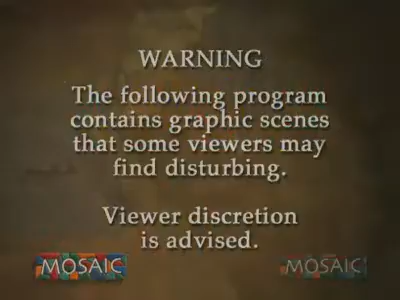 WARNING
The following program
contains graphic scenes
that some viewers may
find disturbing.
Viewer discretion
is advised.
MOSAIC MOSAIC